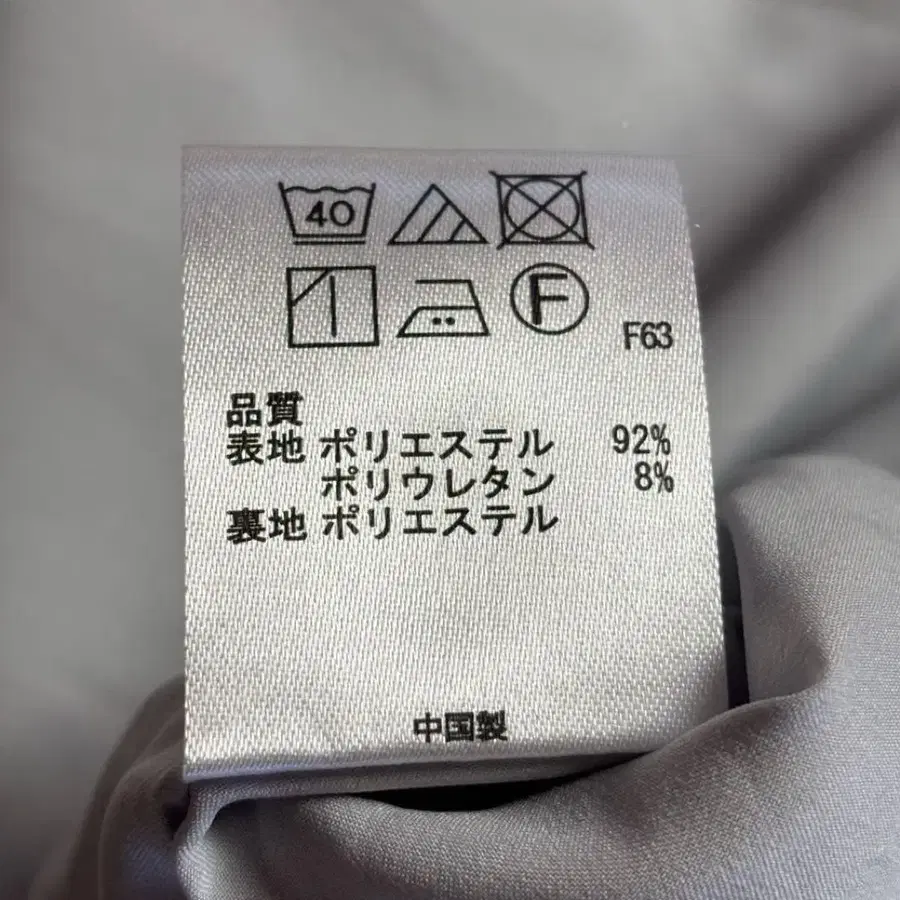 40
F
F63
品質
表地 ポリエステル 92%
ポリウレタン 8%
裏地 ポリエステル
中国製